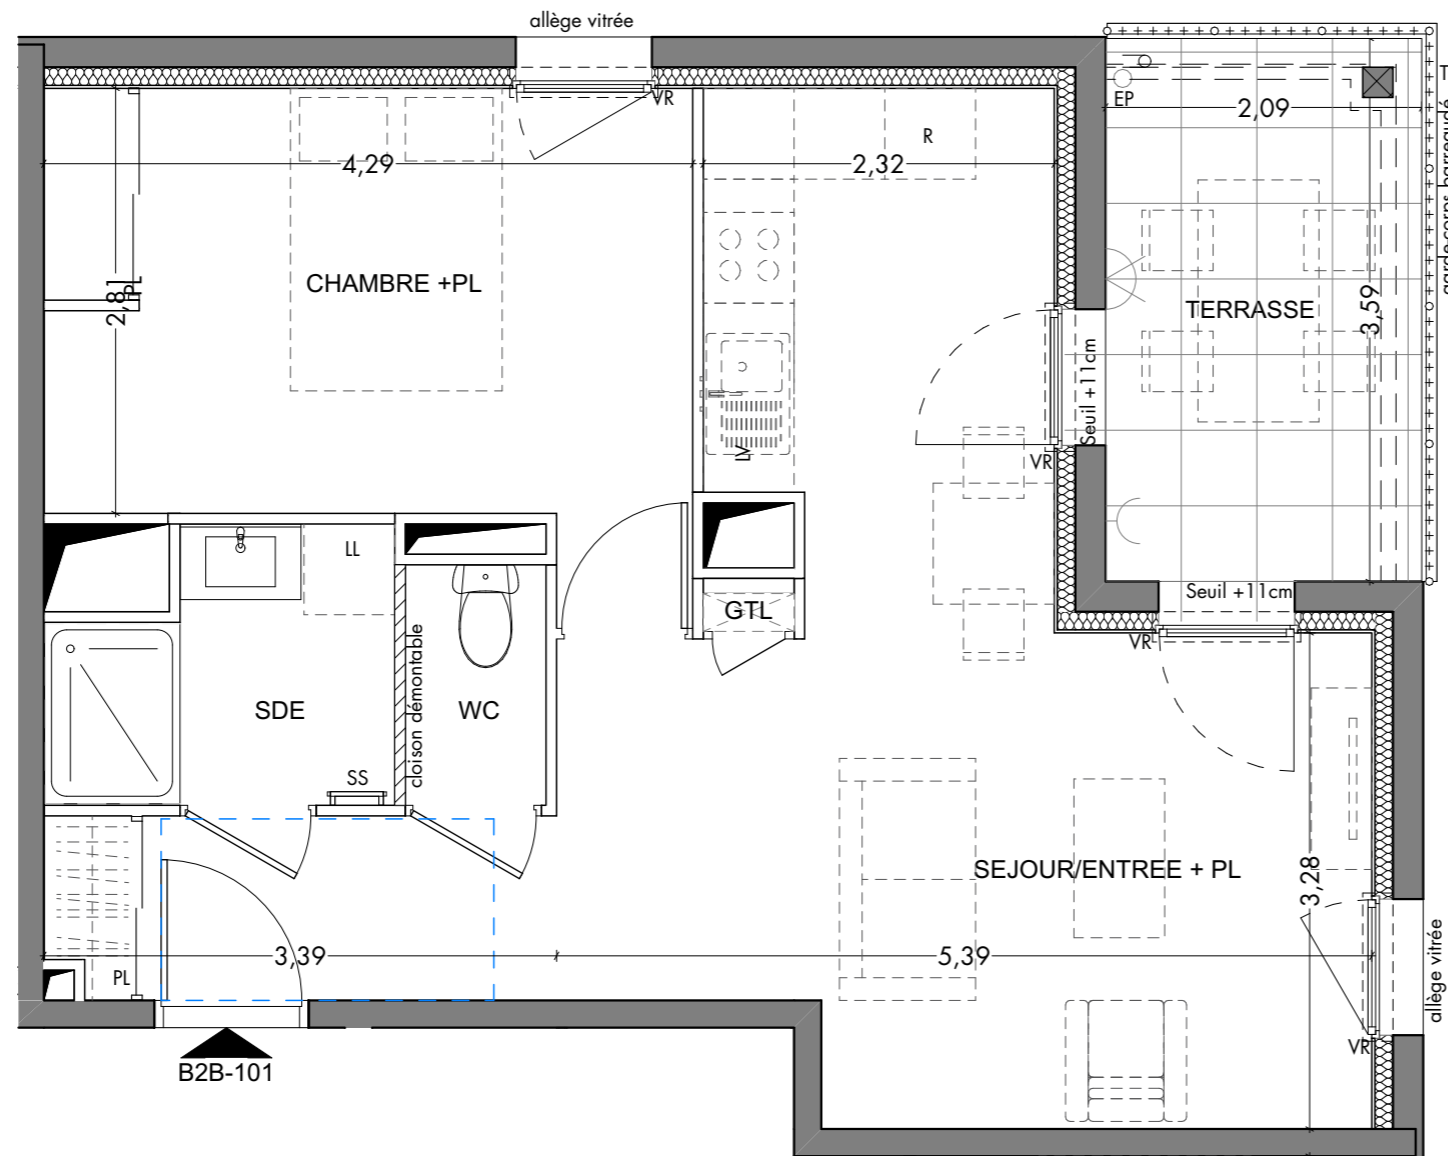 allège vitrée
VR
EP
2,09
T
garde-corps barreaudé
4,29
2,32
R
CHAMBRE +PL
2,81
PL
TERRASSE
3,59
Seuil +11cm
LV
VR
LL
GTL
Seuil +11cm
VR
cloison démontable
SDE
WC
SS
SEJOUR/ENTREE + PL
3,28
3,39
5,39
PL
allège vitrée
VR
B2B-101